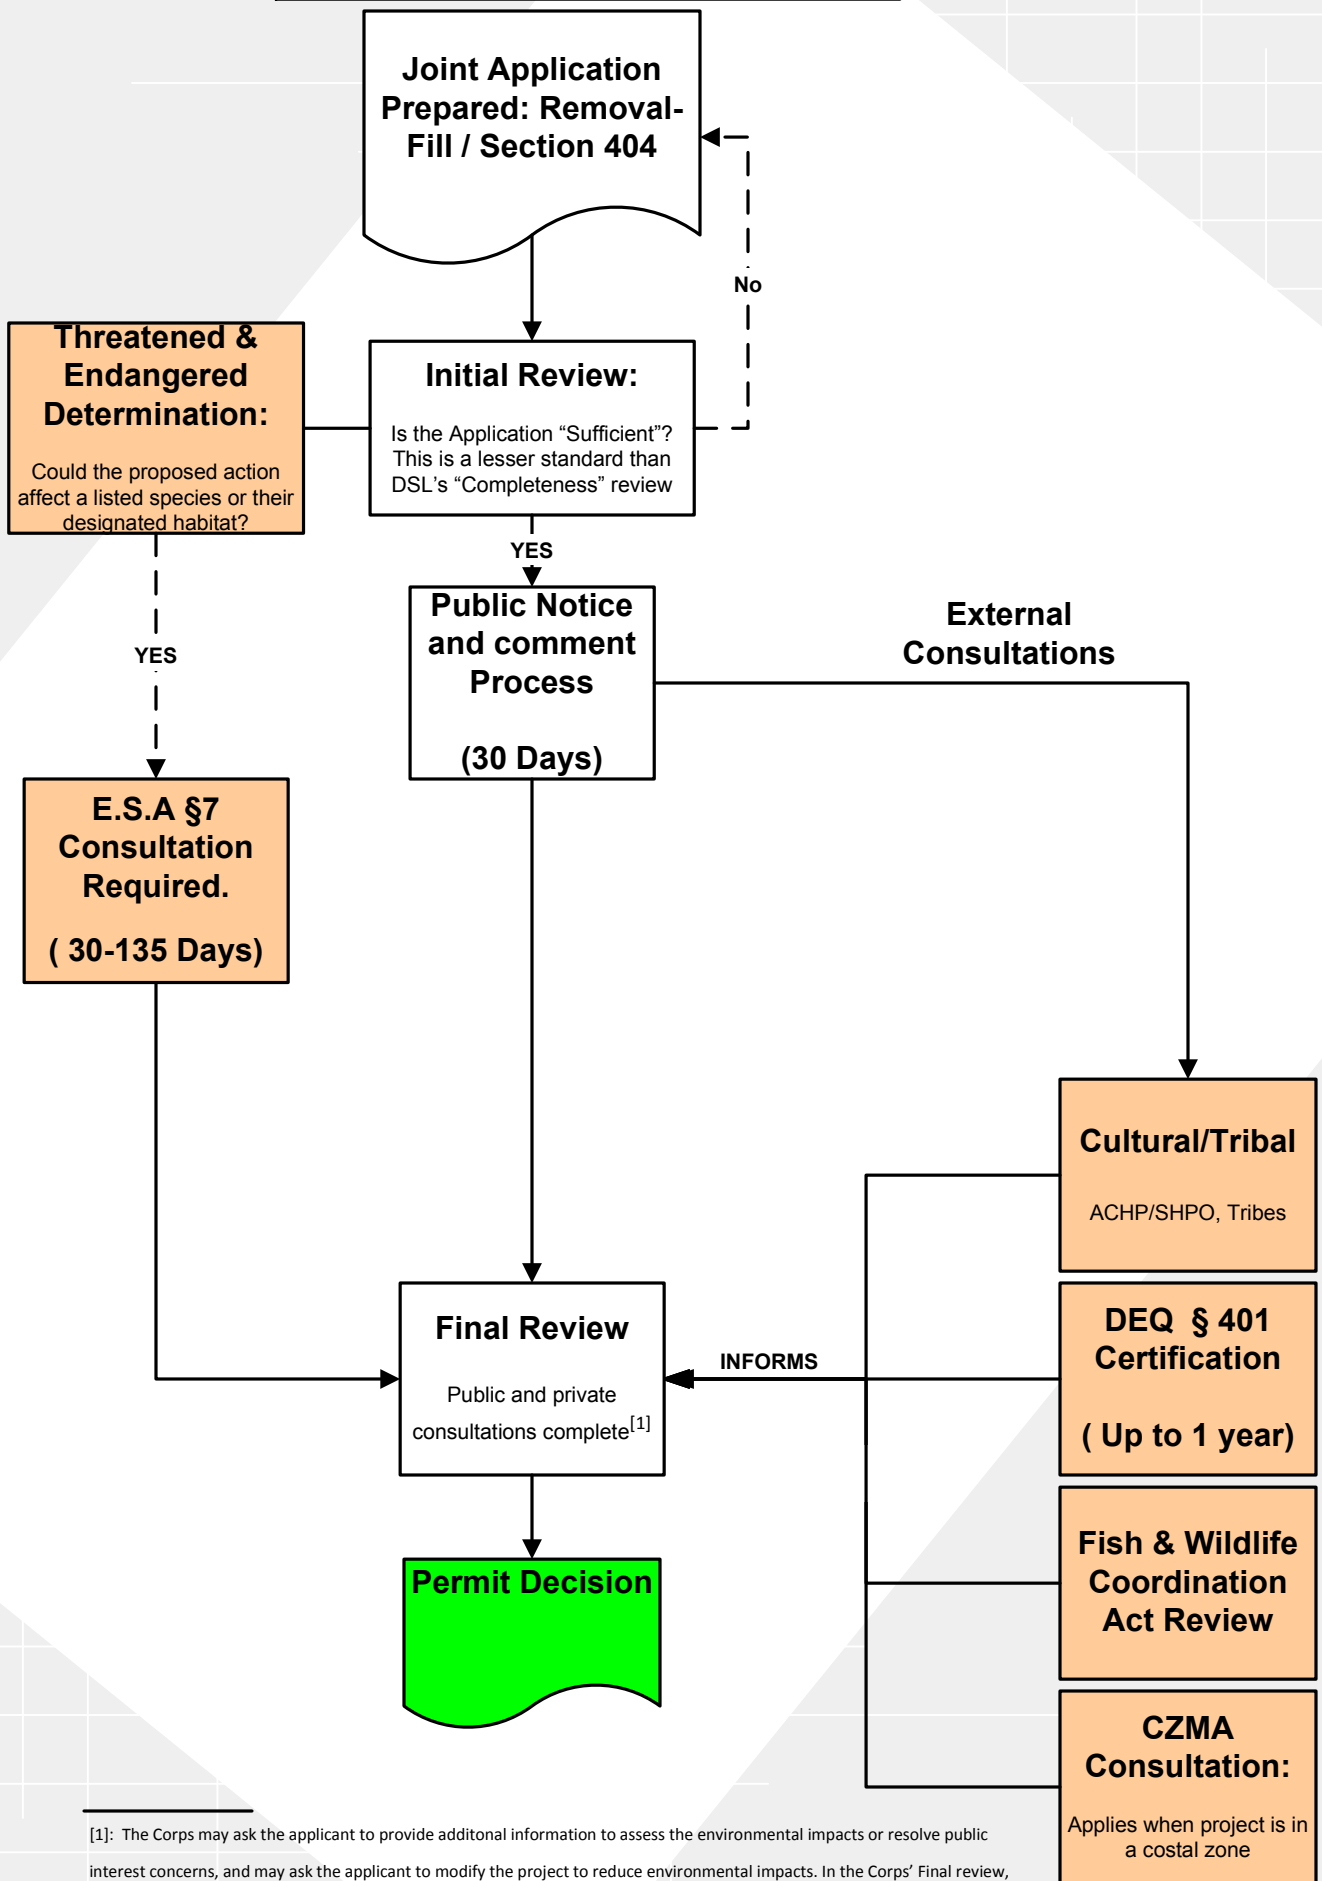 Joint Application
Prepared: Removal-
Fill / Section 404
No
Threatened &
Endangered
Determination:
Could the proposed action
affect a listed species or their
designated habitat?
Initial Review:
Is the Application “Sufficient”?
This is a lesser standard than
DSL’s “Completeness” review
YES
YES
Public Notice
and comment
Process
(30 Days)
External
Consultations
E.S.A §7
Consultation
Required.
( 30-135 Days)
Cultural/Tribal
ACHP/SHPO, Tribes
Final Review
Public and private
consultations complete[1]
INFORMS
DEQ § 401
Certification
( Up to 1 year)
Fish & Wildlife
Coordination
Act Review
Permit Decision
CZMA
Consultation:
Applies when project is in
a costal zone
[1]: The Corps may ask the applicant to provide additonal information to assess the environmental impacts or resolve public
interest concerns, and may ask the applicant to modify the project to reduce environmental impacts. In the Corps’ Final review,